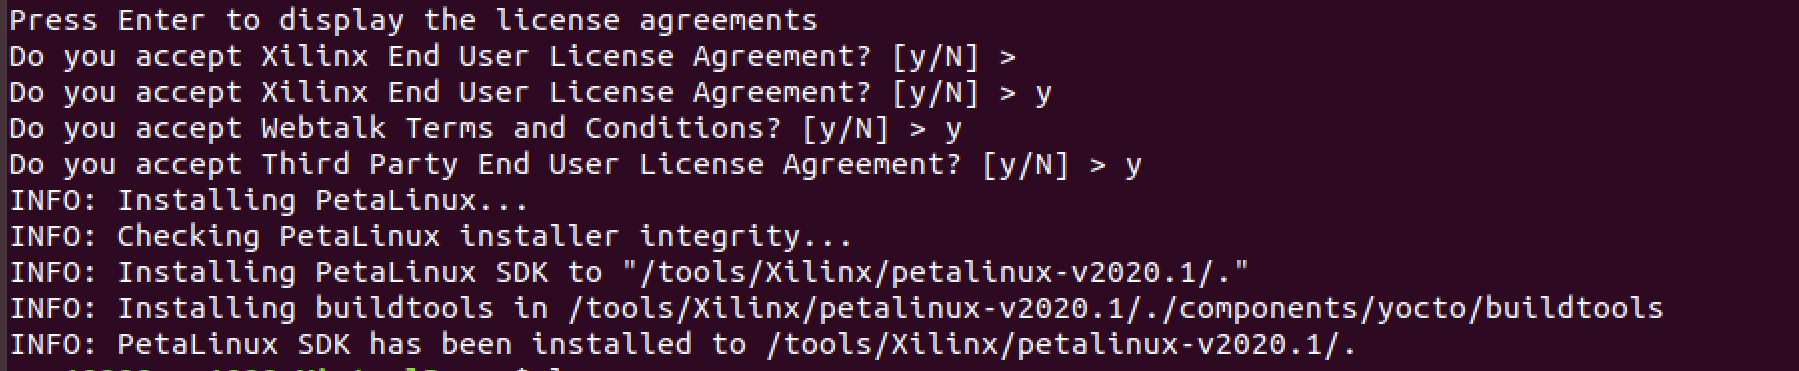 Press Enter to display the license agreements
Do you accept Xilinx End User License Agreement? [y/N] >
Do you accept Xilinx End User License Agreement? [y/N] > y
Do you accept Webtalk Terms and Conditions? [y/N] > y
Do you accept Third Party End User License Agreement? [y/N] > y
INFO: Installing PetaLinux...
INFO: Checking PetaLinux installer integrity...
INFO: Installing PetaLinux SDK to "/tools/Xilinx/petalinux-v2020.1/."
INFO: Installing buildtools in /tools/Xilinx/petalinux-v2020.1/./components/yocto/buildtools
INFO: PetaLinux SDK has been installed to /tools/Xilinx/petalinux-v2020.1/.